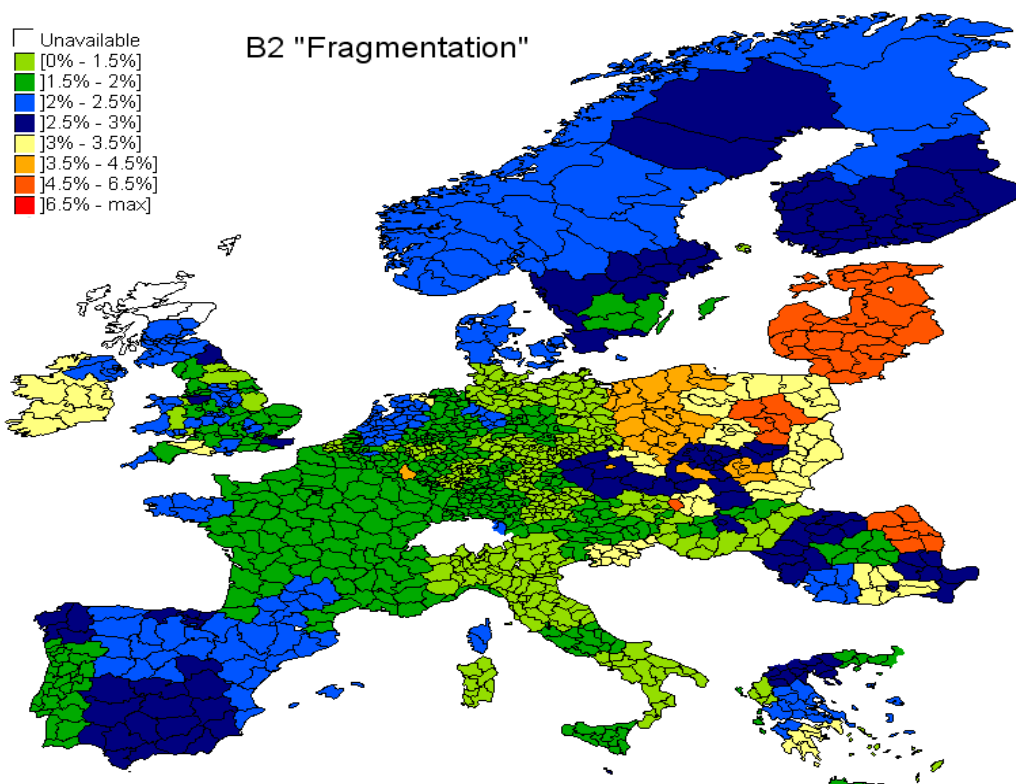 B2 "Fragmentation"
Unavailable
[0% - 1.5%]
]1.5% - 2%]
]2% - 2.5%]
]2.5% - 3%]
]3% - 3.5%]
]3.5% - 4.5%]
]4.5% - 6.5%]
]6.5% - max]